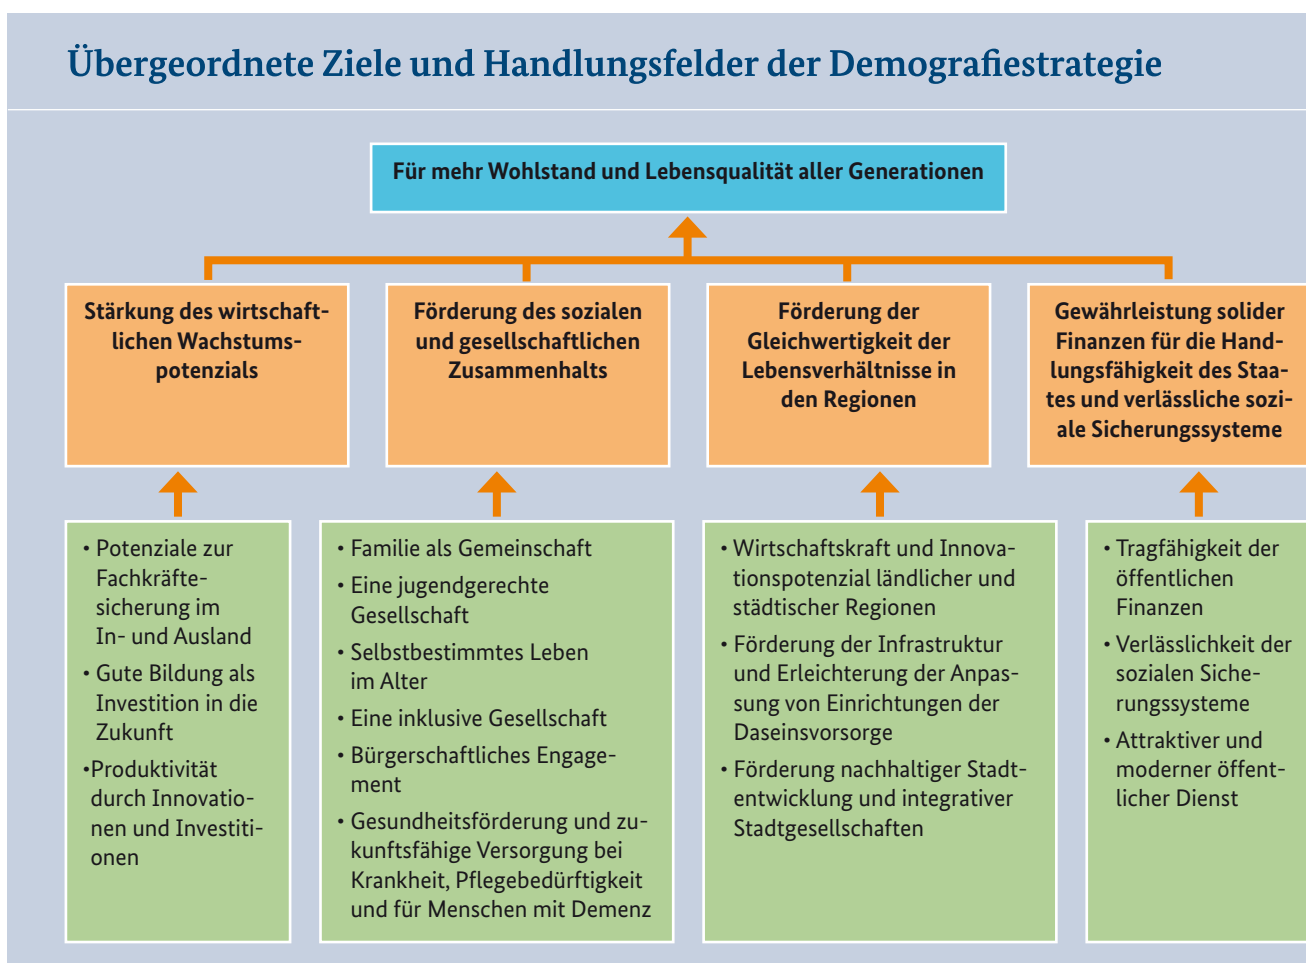 Übergeordnete Ziele und Handlungsfelder der Demografiestrategie
Für mehr Wohlstand und Lebensqualität aller Generationen
Stärkung des wirtschaft-
lichen Wachstums-
potenzials
Förderung des sozialen
und gesellschaftlichen
Zusammenhalts
Förderung der
Gleichwertigkeit der
Lebensverhältnisse in
den Regionen
Gewährleistung solider
Finanzen für die Hand-
lungsfähigkeit des Staa-
tes und verlässliche sozi-
ale Sicherungssysteme
• Potenziale zur
Fachkräfte-
sicherung im
In- und Ausland
• Gute Bildung als
Investition in die
Zukunft
•Produktivität
durch Innovatio-
nen und Investiti-
onen
• Familie als Gemeinschaft
• Eine jugendgerechte
Gesellschaft
• Selbstbestimmtes Leben
im Alter
• Eine inklusive Gesellschaft
• Bürgerschaftliches Engage-
ment
• Gesundheitsförderung und zu-
kunftsfähige Versorgung bei
Krankheit, Pflegebedürftigkeit
und für Menschen mit Demenz
• Wirtschaftskraft und Innova-
tionspotenzial ländlicher und
städtischer Regionen
• Förderung der Infrastruktur
und Erleichterung der Anpas-
sung von Einrichtungen der
Daseinsvorsorge
• Förderung nachhaltiger Stadt-
entwicklung und integrativer
Stadtgesellschaften
• Tragfähigkeit der
öffentlichen
Finanzen
• Verlässlichkeit der
sozialen Siche-
rungssysteme
• Attraktiver und
moderner öffent-
licher Dienst